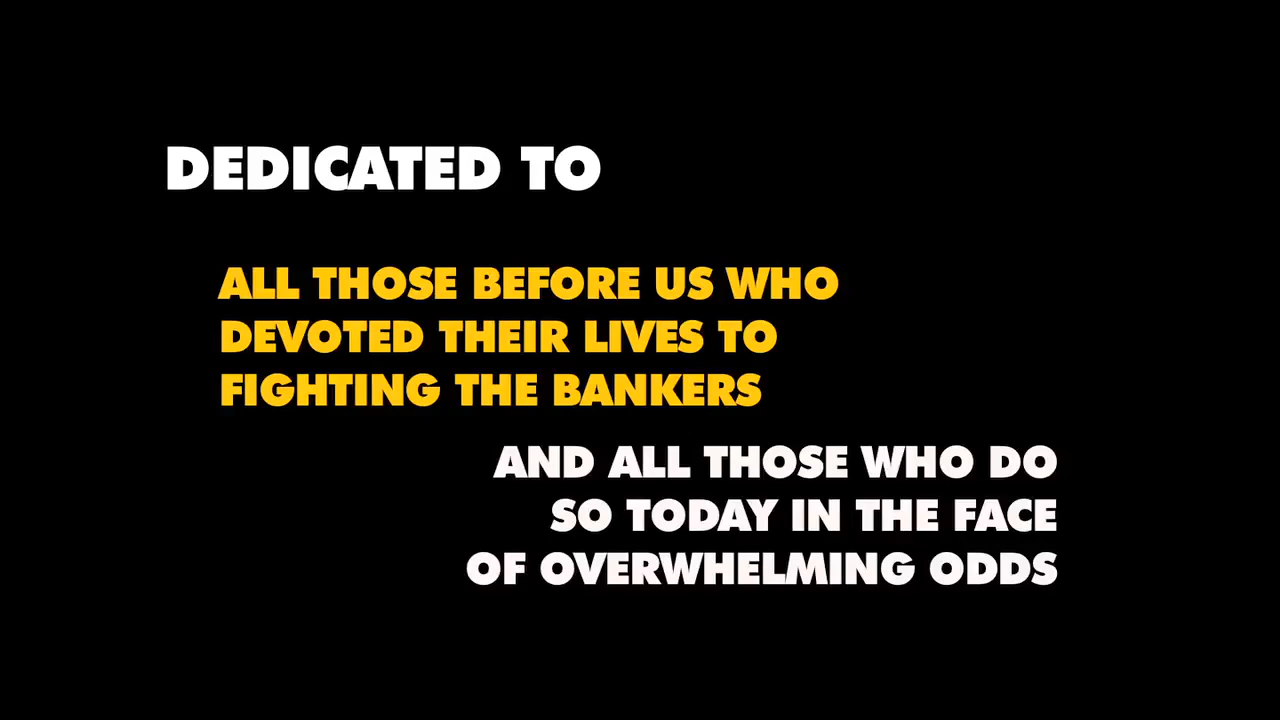 DEDICATED TO
ALL THOSE BEFORE US WHO
DEVOTED THEIR LIVES TO
FIGHTING THE BANKERS
AND ALL THOSE WHO DO
SO TODAY IN THE FACE
OF OVERWHELMING ODDS